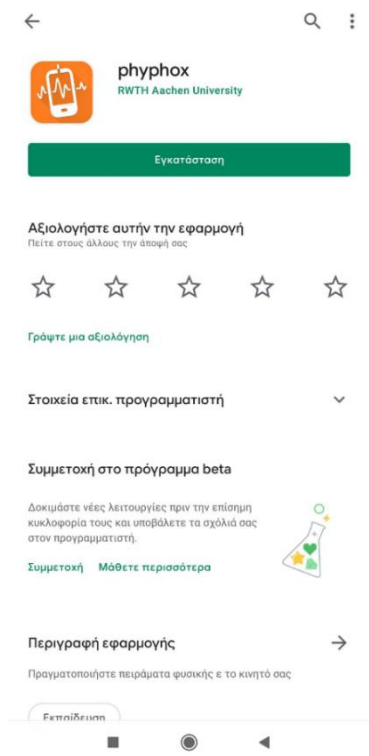 phyphox
RWTH Aachen University
Εγκατάσταση
Αξιολογήστε αυτήν την εφαρμογή
Πείτε στους άλλους την άποψή σας
Γράψτε μια αξιολόγηση
Στοιχεία επικ. προγραμματιστή
Συμμετοχή στο πρόγραμμα beta
Δοκιμάστε νέες λειτουργίες πριν την επίσημη
κυκλοφορία τους και υποβάλετε τα σχόλιά σας
στον προγραμματιστή.
Συμμετοχή Μάθετε περισσότερα
Περιγραφή εφαρμογής
Πραγματοποιήστε πειράματα φυσικής ε το κινητό σας
Εκπαίδευση